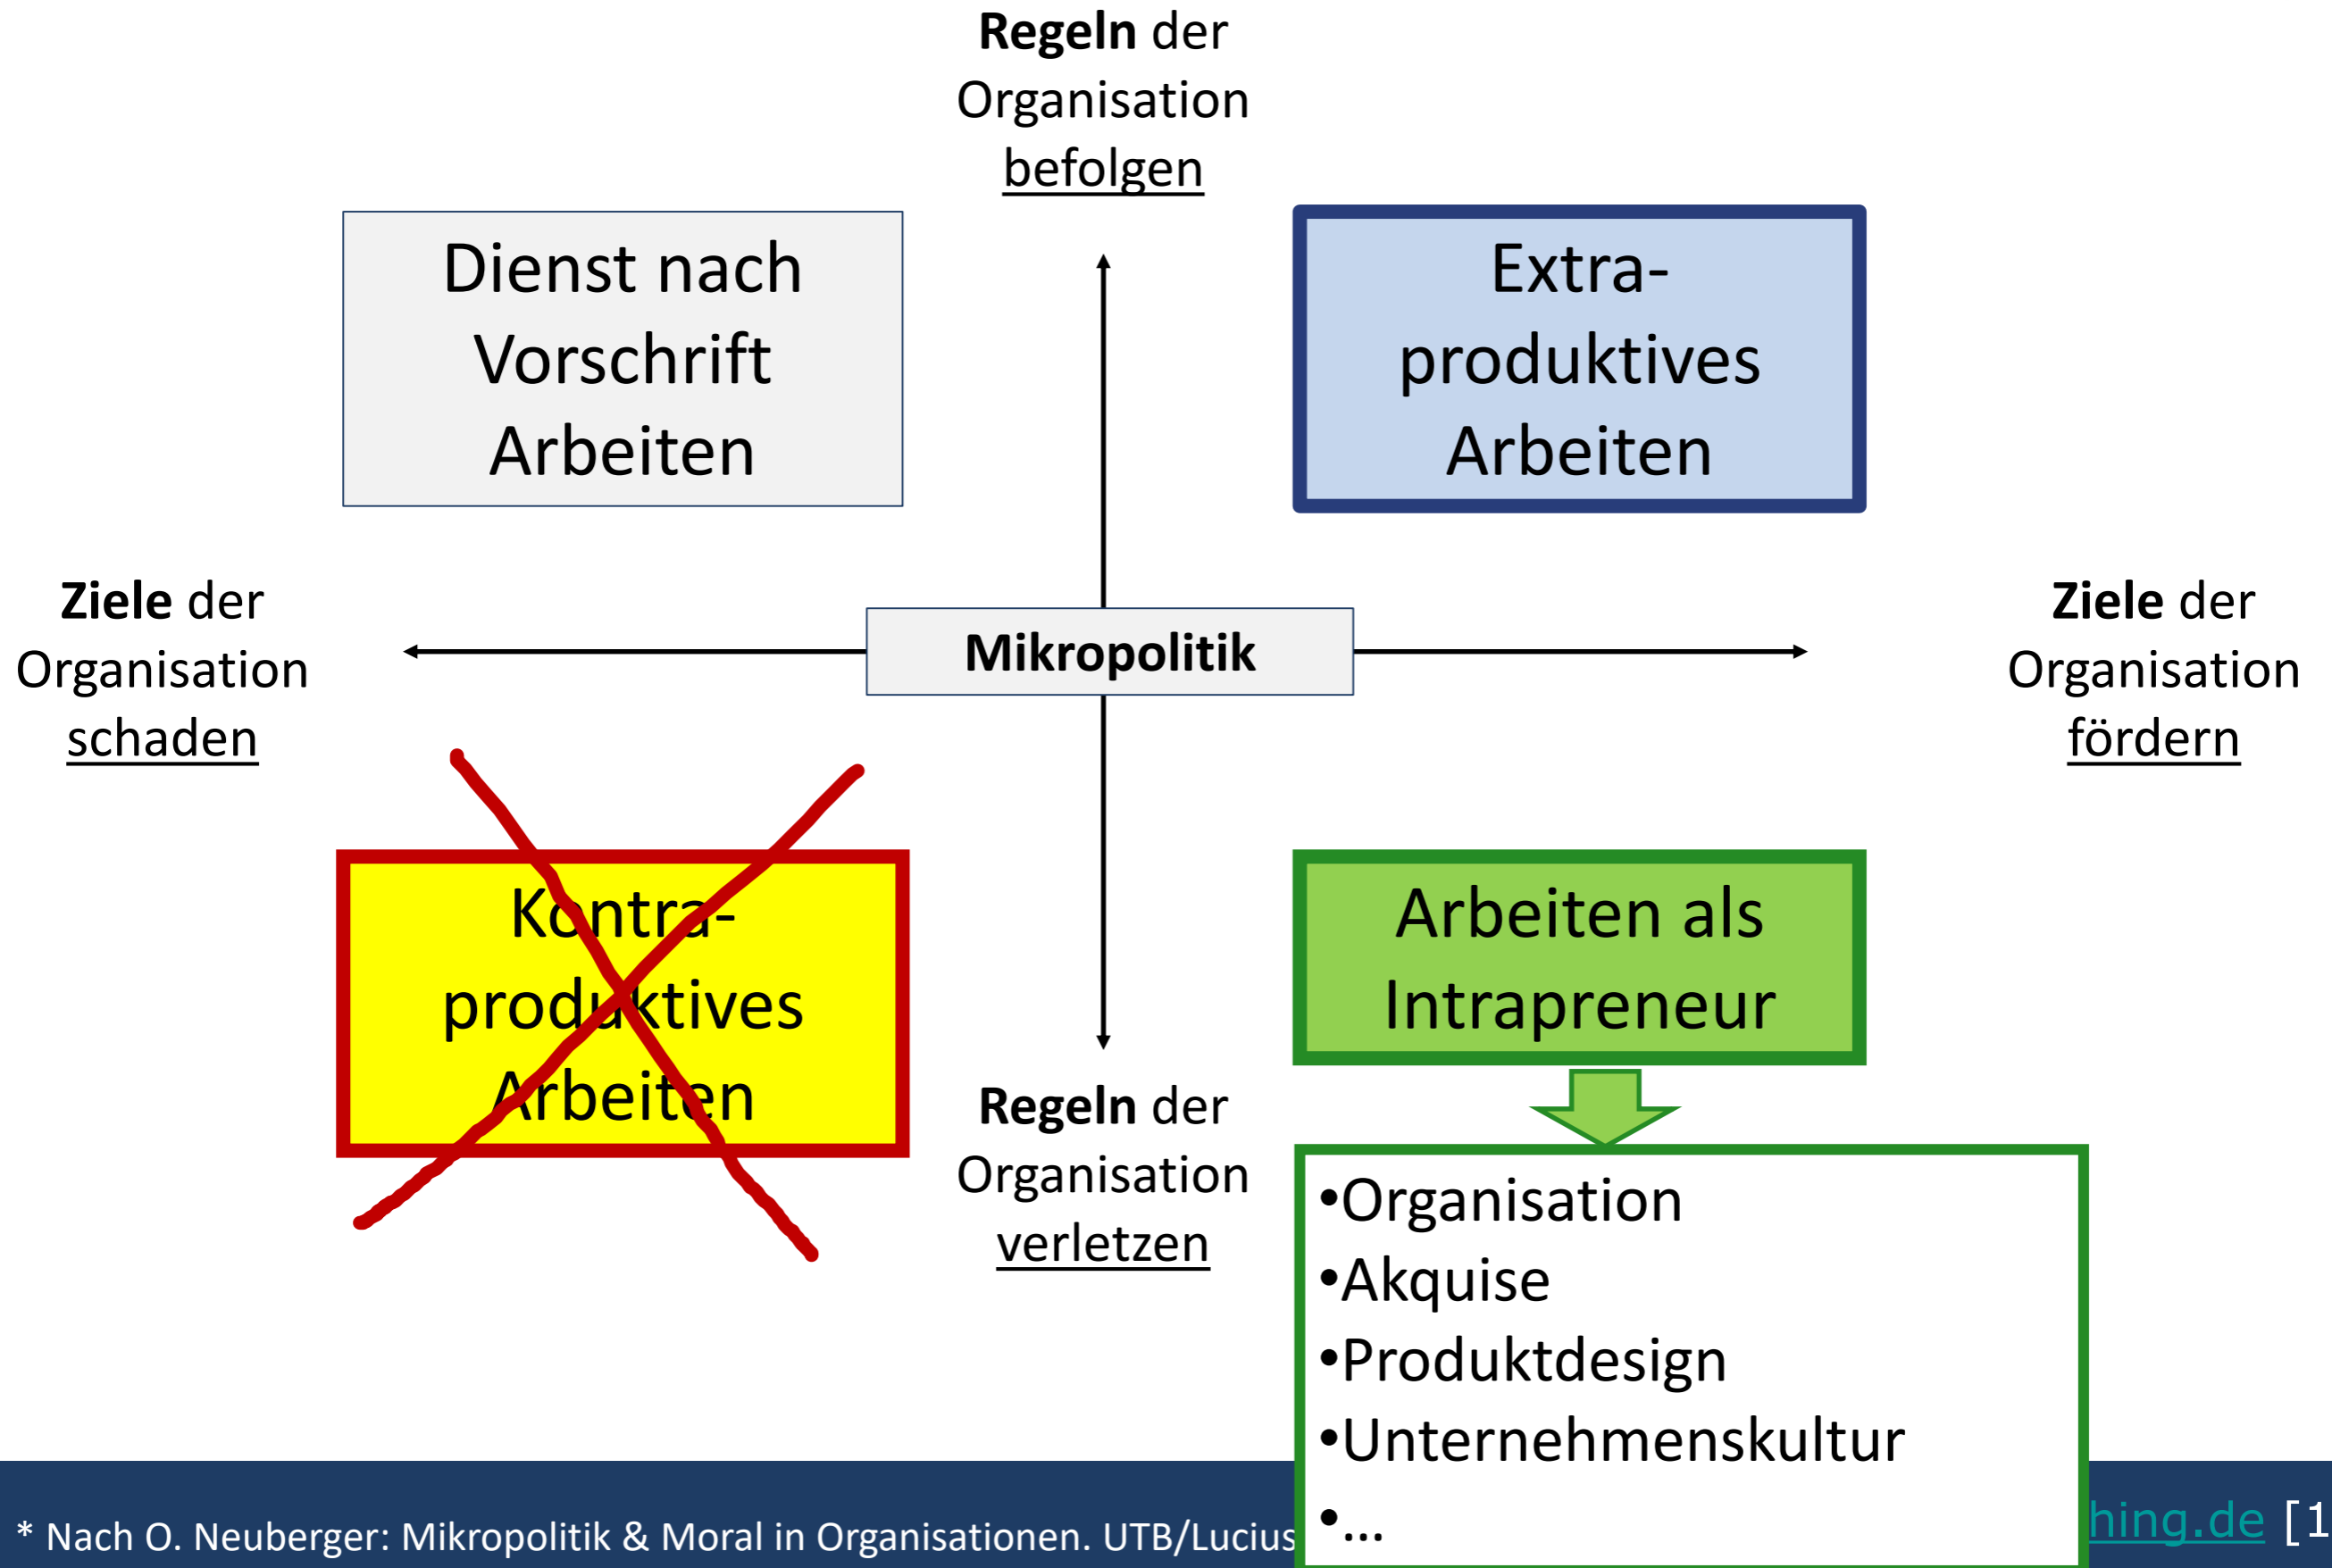 Regeln der
Organisation
befolgen
Dienst nach
Vorschrift
Arbeiten
Extra-
produktives
Arbeiten
Ziele der
Organisation
schaden
Mikropolitik
Ziele der
Organisation
fördern
Kontra-
produktives
Arbeiten
Regeln der
Organisation
verletzen
Arbeiten als
Intrapreneur
•Organisation
•Akquise
•Produktdesign
•Unternehmenskultur
•...
* Nach O. Neuberger: Mikropolitik & Moral in Organisationen. UTB/Lucius
hing.de [1